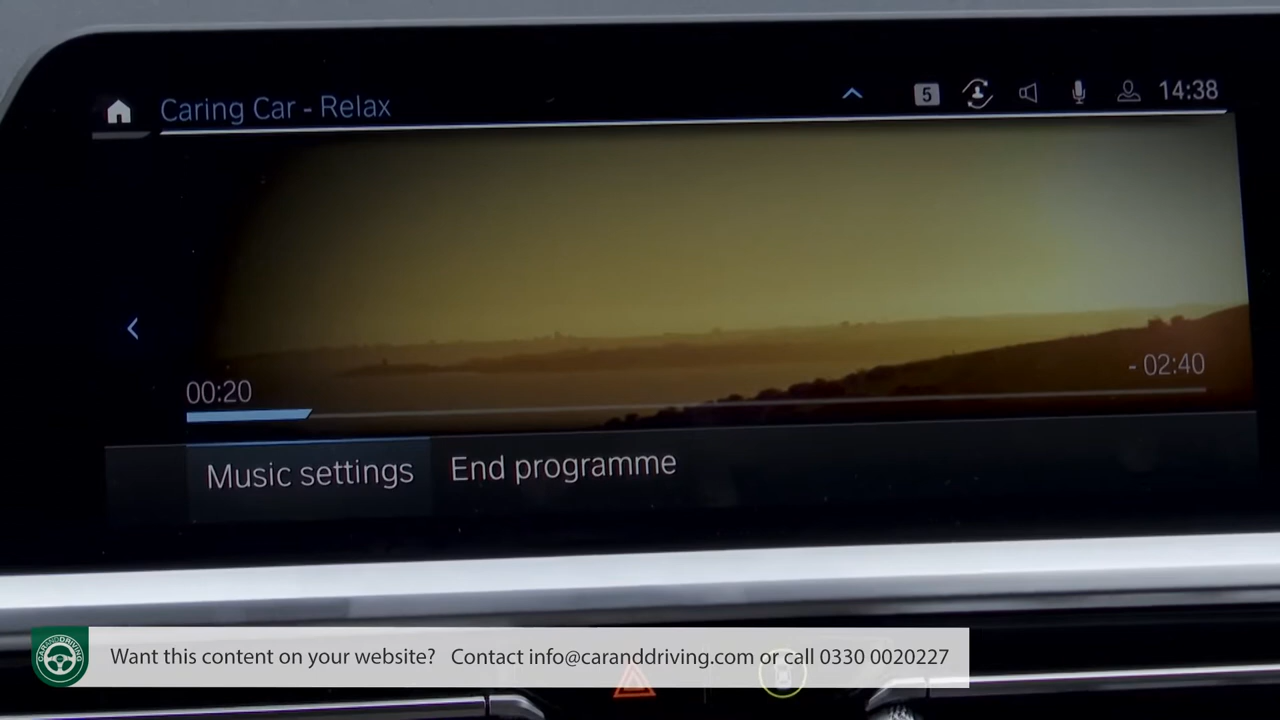 Caring Car - Relax
5
14:38
00:20
- 02:40
Music settings
End programme
CARANDDRIVING
Want this content on your website? Contact info@caranddriving.com or call 0330 0020227